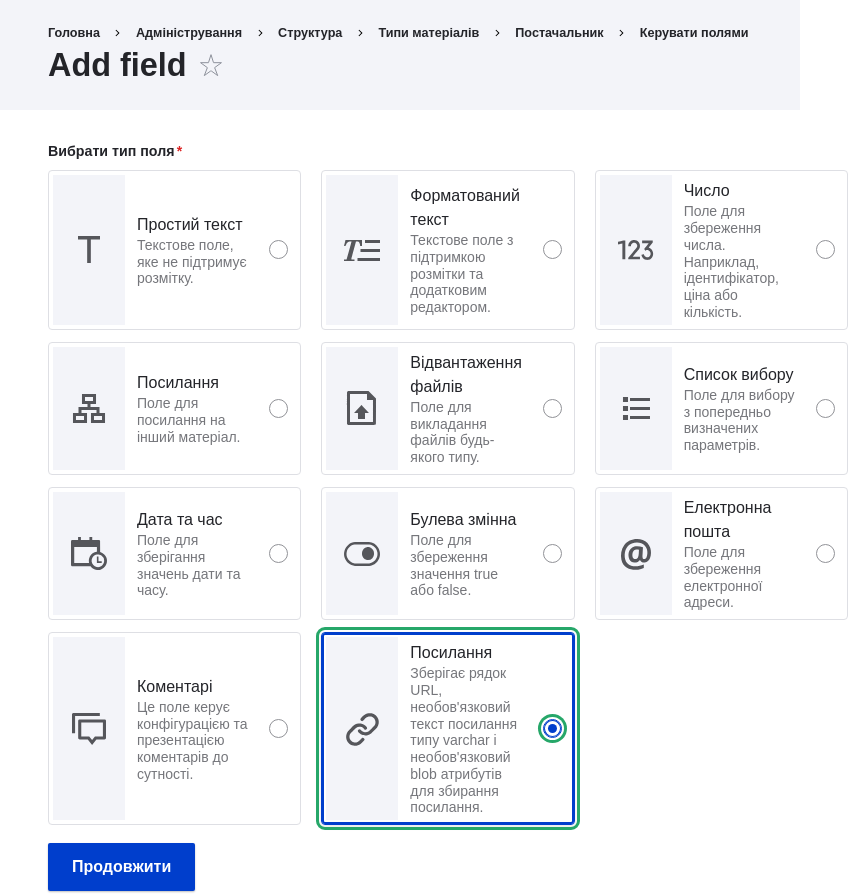 Головна › Адміністрування › Структура › Типи матеріалів › Постачальник › Керувати полями
Add field
Вибрати тип поля*
Простий текст
Текстове поле,
яке не підтримує
розмітку.
Форматований
текст
Текстове поле з
підтримкою
розмітки та
додатковим
редактором.
123
Число
Поле для
збереження
числа.
Наприклад,
ідентифікатор,
ціна або
кількість.
Посилання
Поле для
посилання на
інший матеріал.
Відвантаження
файлів
Поле для
викладання
файлів будь-
якого типу.
Список вибору
Поле для вибору
з попередньо
визначених
параметрів.
Дата та час
Поле для
зберігання
значень дати та
часу.
Булева змінна
Поле для
збереження
значення true
або false.
@
Електронна
пошта
Поле для
збереження
електронної
адреси.
Коментарі
Це поле керує
конфігурацією та
презентацією
коментарів до
сутності.
Посилання
Зберігає рядок
URL,
необов'язковий
текст посилання
типу varchar і
необов'язковий
blob атрибутів
для збирання
посилання.
Продовжити